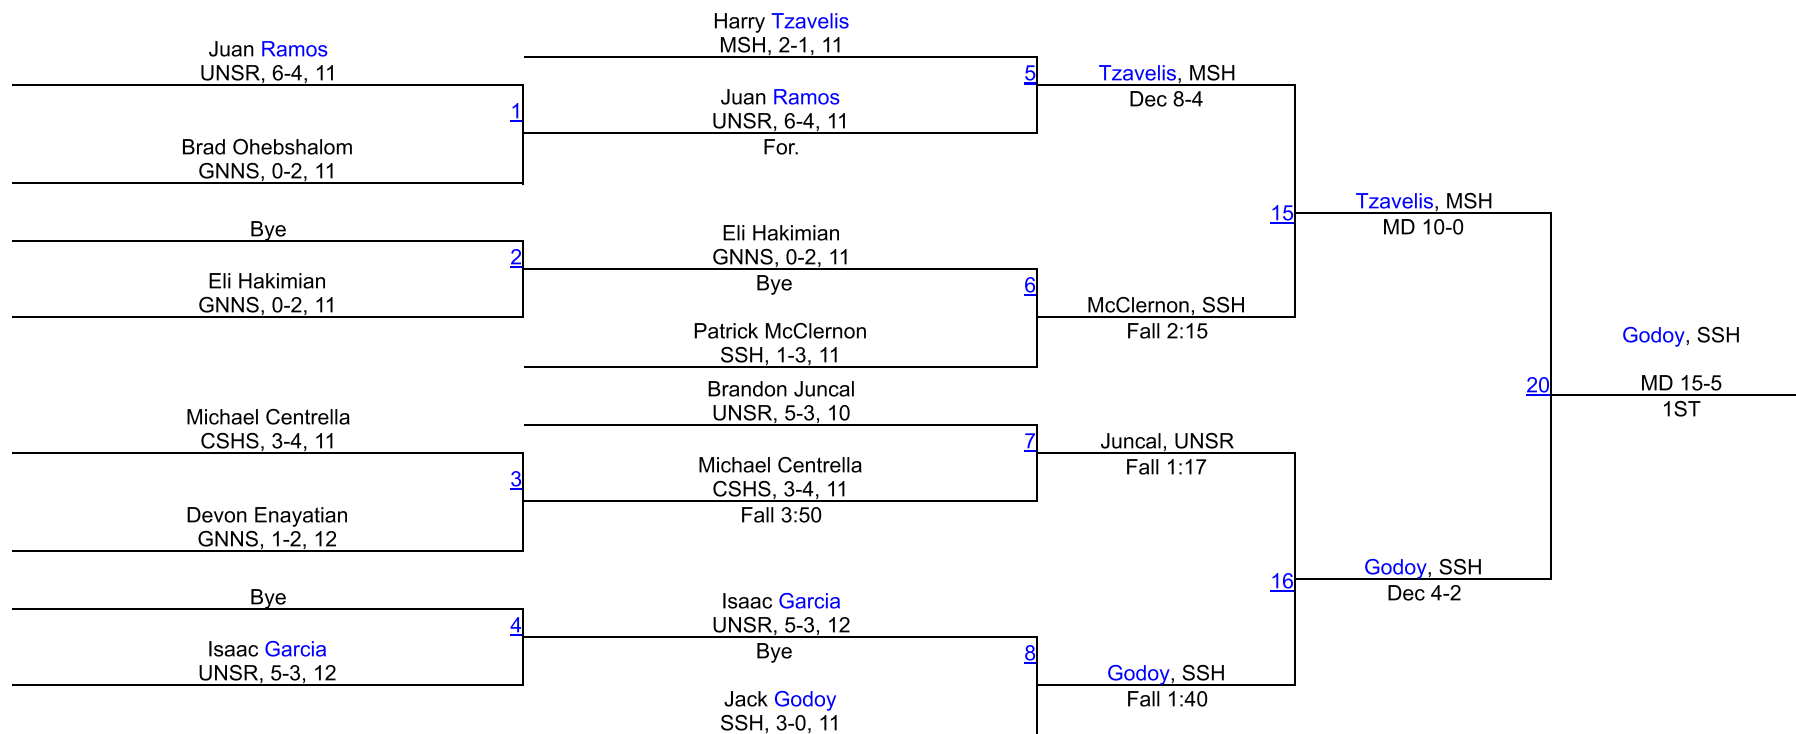 Juan Ramos
UNSR, 6-4, 11
1
Brad Ohebshalom
GNNS, 0-2, 11
Bye
2
Eli Hakimian
GNNS, 0-2, 11
Michael Centrella
CSHS, 3-4, 11
3
Devon Enayatian
GNNS, 1-2, 12
Bye
4
Isaac Garcia
UNSR, 5-3, 12
Harry Tzavelis
MSH, 2-1, 11
5
Juan Ramos
UNSR, 6-4, 11
For.
Eli Hakimian
GNNS, 0-2, 11
Bye
6
Patrick McClernon
SSH, 1-3, 11
Brandon Juncal
UNSR, 5-3, 10
7
Michael Centrella
CSHS, 3-4, 11
Fall 3:50
Isaac Garcia
UNSR, 5-3, 12
Bye
8
Jack Godoy
SSH, 3-0, 11
Tzavelis, MSH
Dec 8-4
15
McClernon, SSH
Fall 2:15
Juncal, UNSR
Fall 1:17
16
Godoy, SSH
Fall 1:40
Tzavelis, MSH
MD 10-0
20
Godoy, SSH
Dec 4-2
Godoy, SSH
MD 15-5
1ST